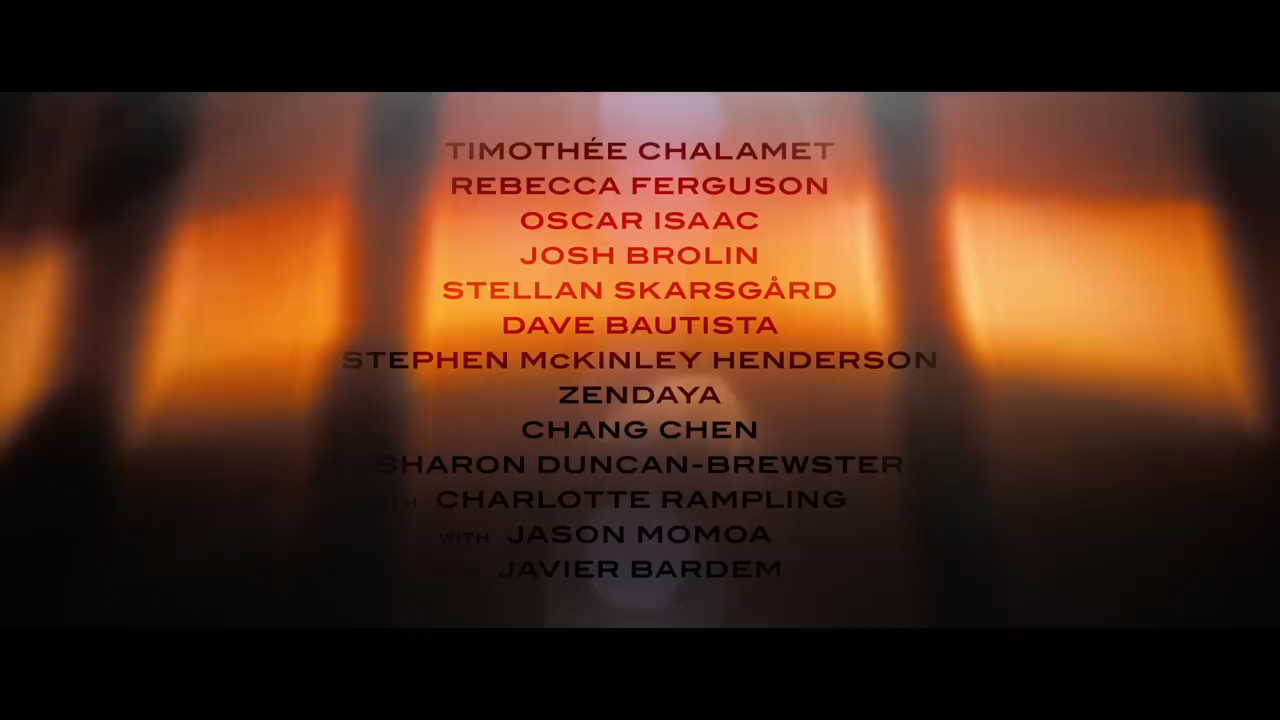 TIMOTHÉE CHALAMET
REBECCA FERGUSON
OSCAR ISAAC
JOSH BROLIN
STELLAN SKARSGÅRD
DAVE BAUTISTA
STEPHEN McKINLEY HENDERSON
ZENDAYA
CHANG CHEN
SHARON DUNCAN-BREWSTER
CHARLOTTE RAMPLING
WITH JASON MOMOA
JAVIER BARDEM